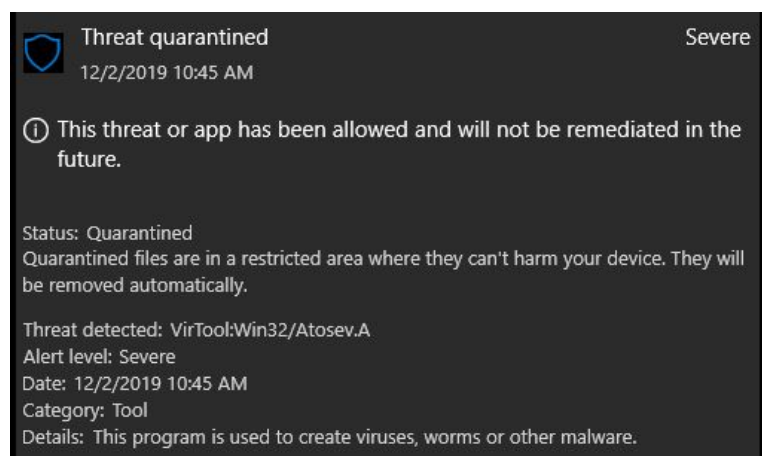 Threat quarantined
Severe
12/2/2019 10:45 AM
This threat or app has been allowed and will not be remediated in the
future.
Status: Quarantined
Quarantined files are in a restricted area where they can't harm your device. They will
be removed automatically.
Threat detected: VirTool:Win32/Atosev.A
Alert level: Severe
Date: 12/2/2019 10:45 AM
Category: Tool
Details: This program is used to create viruses, worms or other malware.